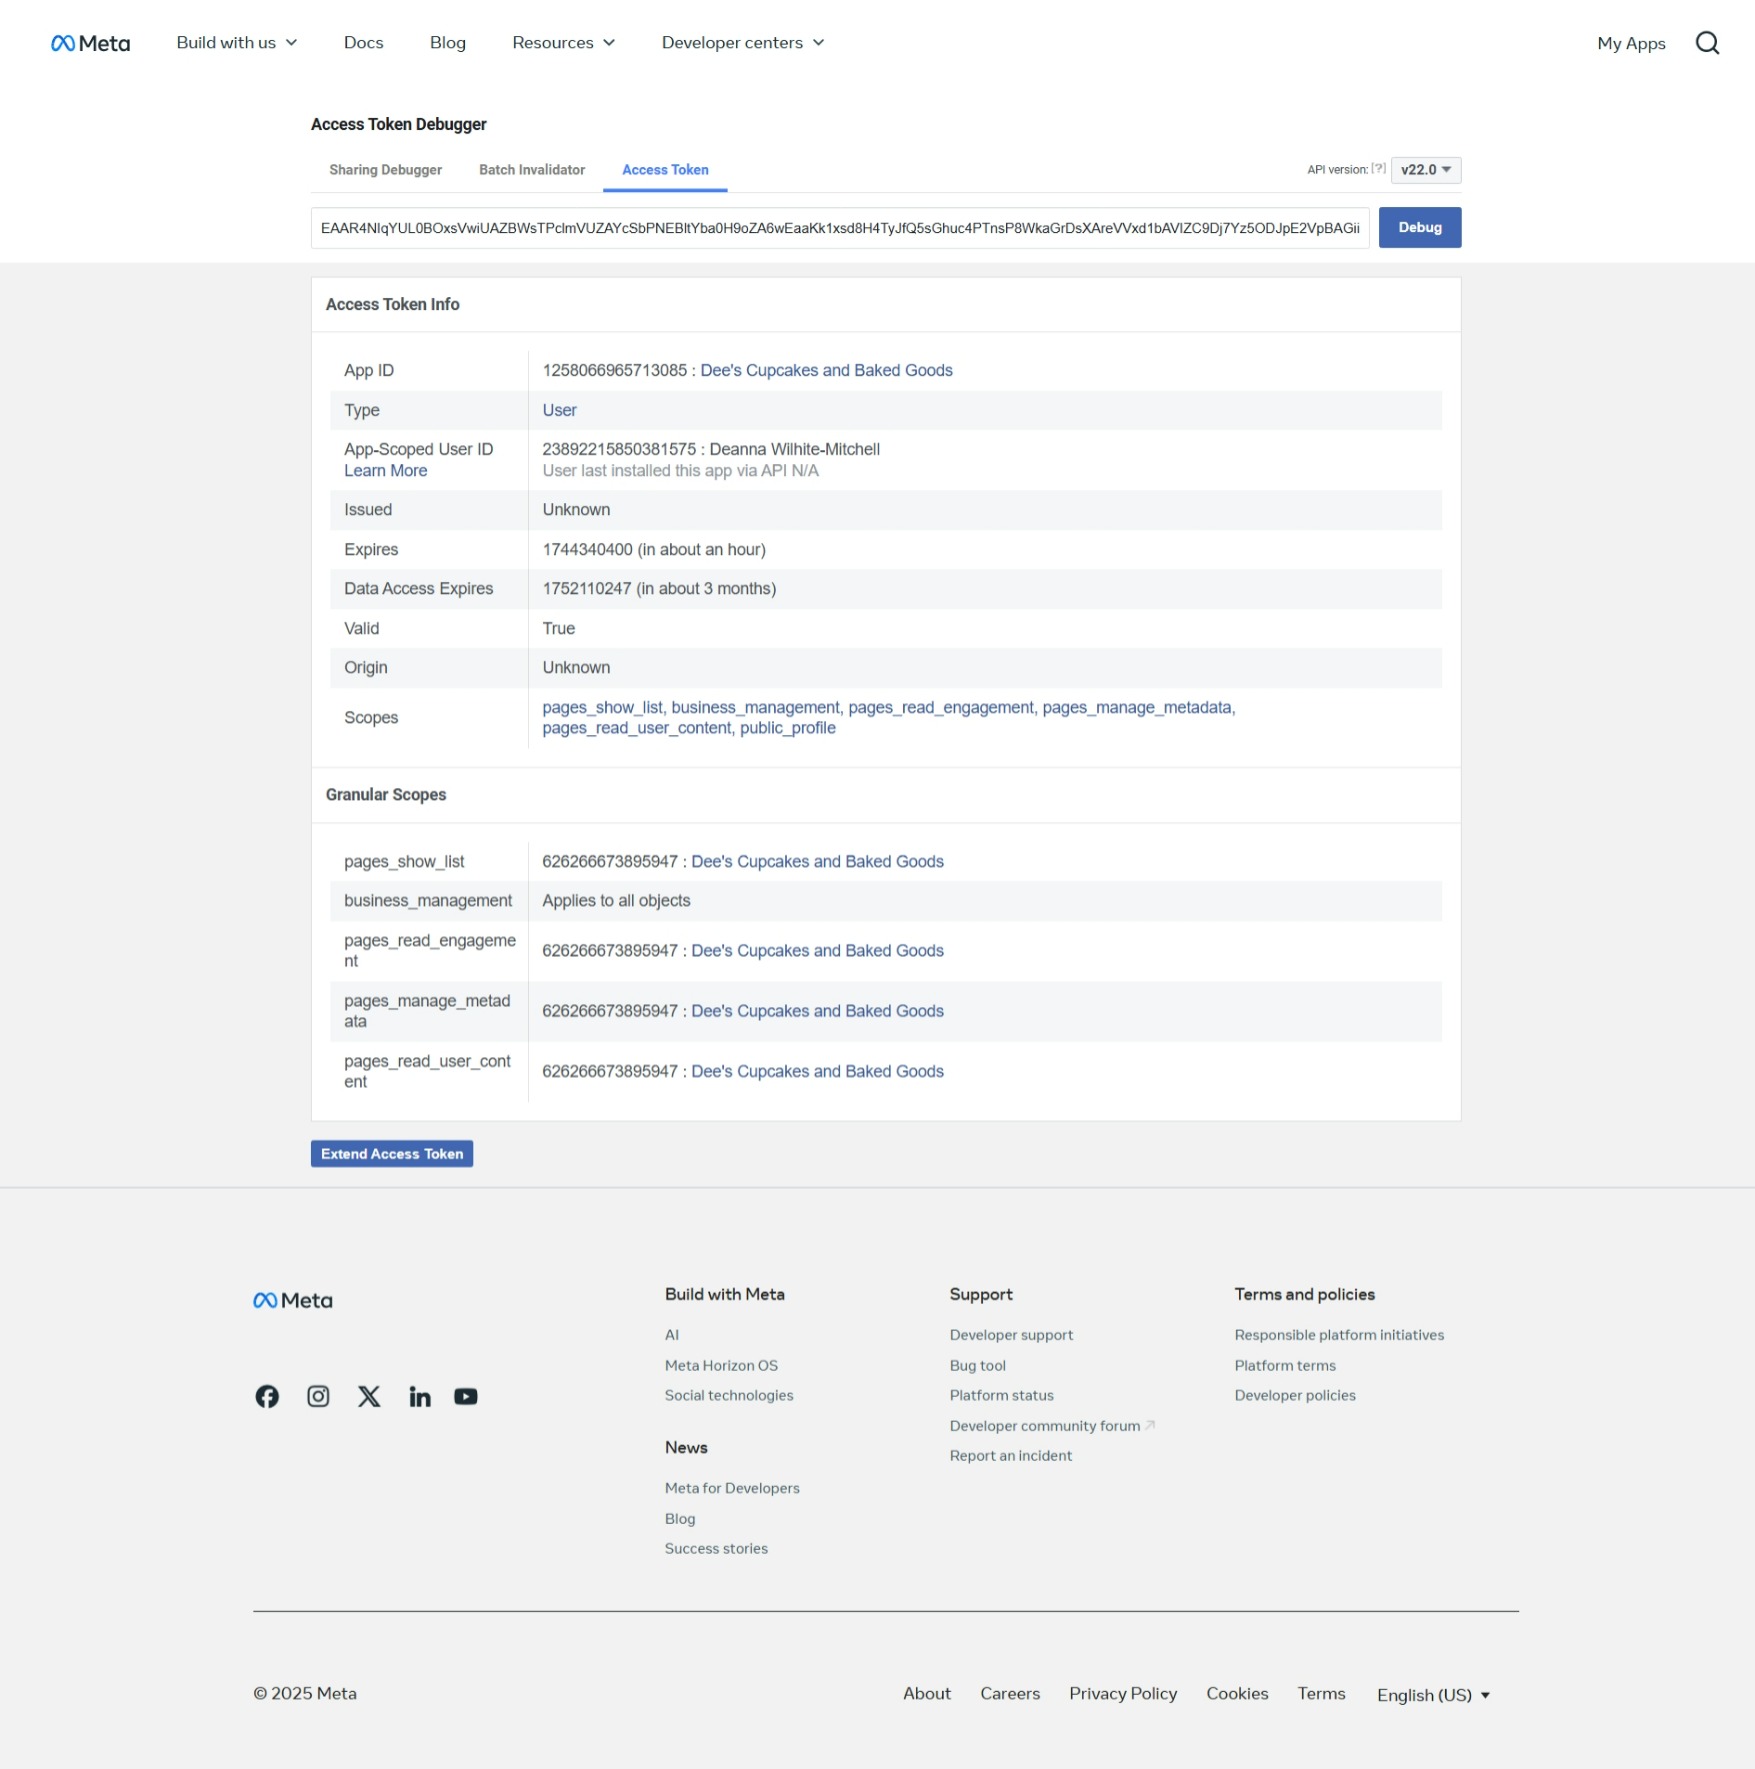 Meta Build with us Docs Blog Resources Developer centers My Apps
Access Token Debugger
Sharing Debugger Batch Invalidator Access Token API version: [?] v22.0
EAAR4NIqYUL0BOxsVwiUAZBWsTPclmVUZAYcSbPNEBltYba0H9oZA6wEaaKk1xsd8H4TyJfQ5sGhuc4PTnsP8WkaGrDsXAreVVxd1bAVIZC9Dj7Yz5ODJpE2VpBAGii Debug
Access Token Info
App ID 1258066965713085 : Dee's Cupcakes and Baked Goods
Type User
App-Scoped User ID 23892215850381575 : Deanna Wilhite-Mitchell
Learn More User last installed this app via API N/A
Issued Unknown
Expires 1744340400 (in about an hour)
Data Access Expires 1752110247 (in about 3 months)
Valid True
Origin Unknown
Scopes pages_show_list, business_management, pages_read_engagement, pages_manage_metadata,
pages_read_user_content, public_profile
Granular Scopes
pages_show_list 626266673895947 : Dee's Cupcakes and Baked Goods
business_management Applies to all objects
pages_read_engageme
nt 626266673895947 : Dee's Cupcakes and Baked Goods
pages_manage_metad
ata 626266673895947 : Dee's Cupcakes and Baked Goods
pages_read_user_cont
ent 626266673895947 : Dee's Cupcakes and Baked Goods
Extend Access Token
Meta
Build with Meta
AI
Meta Horizon OS
Social technologies
News
Meta for Developers
Blog
Success stories
Support
Developer support
Bug tool
Platform status
Developer community forum
Report an incident
Terms and policies
Responsible platform initiatives
Platform terms
Developer policies
© 2025 Meta About Careers Privacy Policy Cookies Terms English (US)